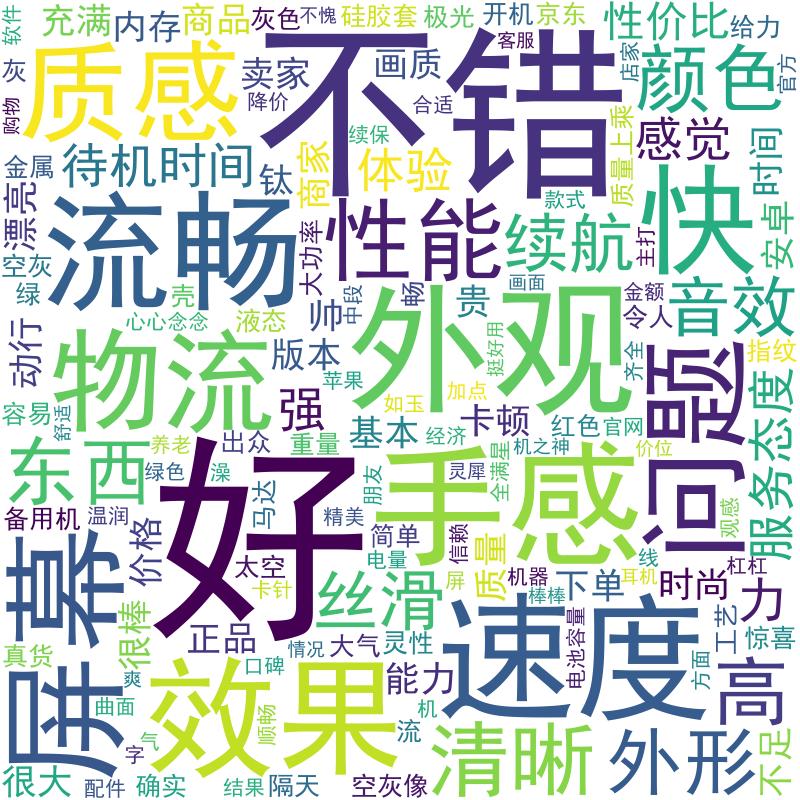 软件
充满
内存
商品
灰色
不愧
硅胶套
极光
开机
京东
性价比
给力
灰
质感
卖家
不错
画质
客服
店家
颜色
官方
购物
降价
合适
续保
金属
待机时间
钛
商家
体验
质量上乘
感觉
时间
漂亮
流畅
大功率
性能
续航
款式
主打
快
安卓
空灰
绿
壳
心心念念
液态
帅
中段
畅
贵
画面
金额
令人
音效
动行
物流
版本
外观
挺好用
齐全
问题
指纹
苹果
如玉
加点
容易
舒适
强
基本
卡顿
红色
官网
服务态度
东西
养老
出众
重量
经济
机之神
价位
绿色
澡
好
马达
朋友
手感
灵犀
全满星
备用机
温润
价格
精美
简单
信赖
观感
屏幕
太空
电量
质量
线
卡针
丝滑
屏
机器
下单
耳机
时尚
杠杠
力
很棒
正品
棒棒
速度
电池容量
工艺
惊喜
真货
情况
大气
灵性
爽
效果
口碑
能力
方面
高
曲面
顺畅
机
气
流
清晰
外形
不足
字
很大
配件
确实
结果
隔天
空灰像